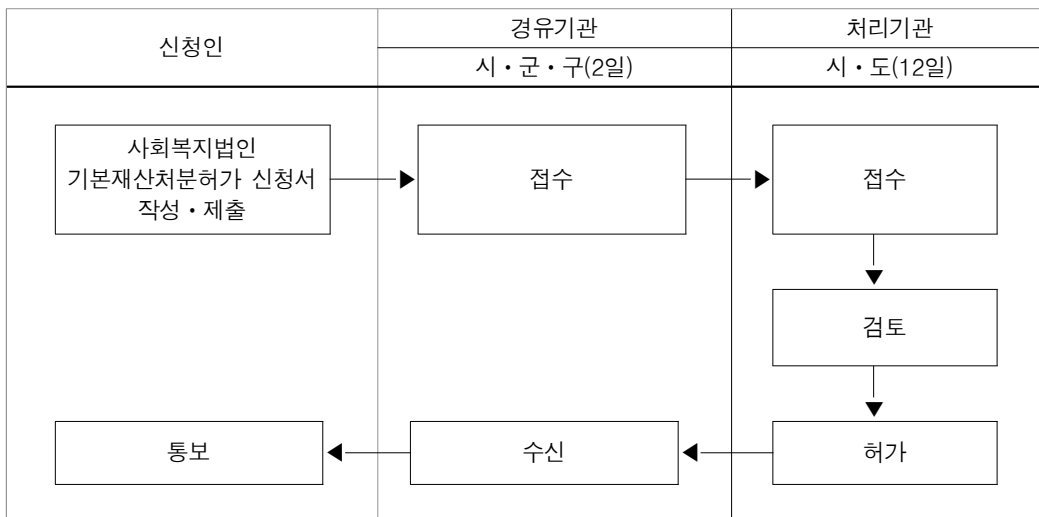 신청인
경유기관
처리기관
시・군・구(2일)
시・도(12일)
사회복지법인
기본재산처분허가 신청서
작성・제출
접수
접수
검토
통보
수신
허가